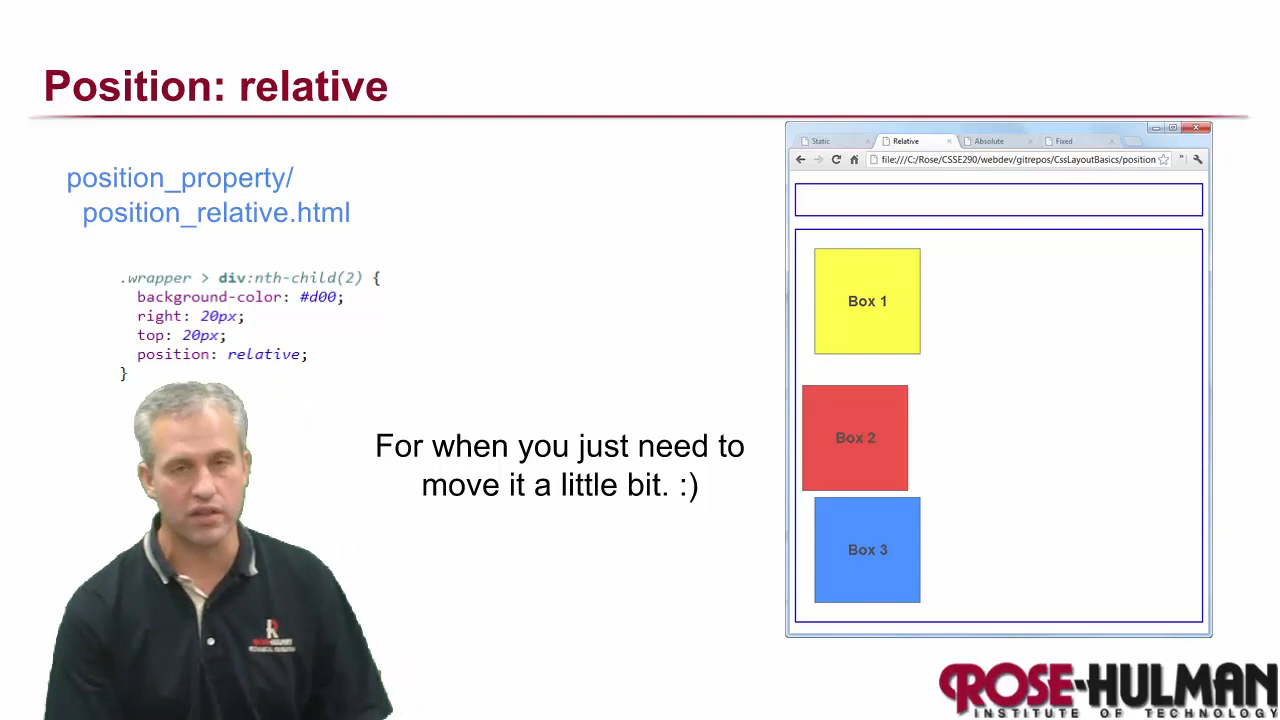 Position: relative
position_property/
position_relative.html
.wrapper > div:nth-child(2) {
background-color: #d00;
right: 20px;
top: 20px;
position: relative;
}
For when you just need to
move it a little bit. :)
Static
Relative
Absolute
Fixed
file:///C:/Rose/CSSE290/webdev/gitrepos/CssLayoutBasics/position
Box 1
Box 2
Box 3
ROSE-HULMAN
INSTITUTE OF TECHNOLOGY